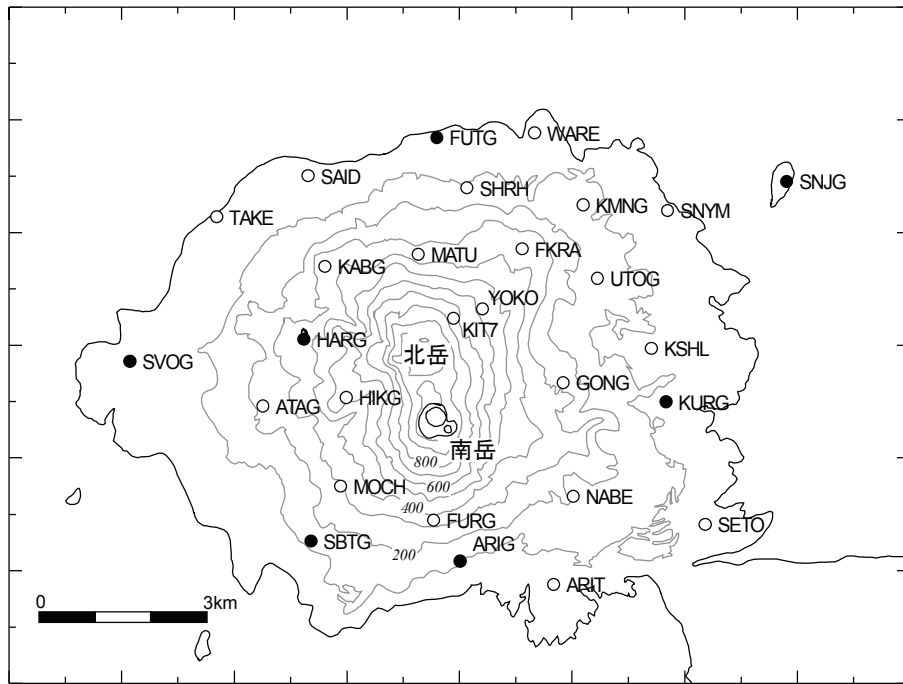 WARE
FUTG
SAID
SHRH
SNJG
KMNG
SNYM
TAKE
MATU
FKRA
KABG
UTOG
YOKO
KIT7
HARG
北岳
KSHL
SVOG
GONG
HIKG
KURG
ATAG
南岳
800
MOCH
600
NABE
400
FURG
SETO
SBTG
ARIG
200
ARIT
0 3km